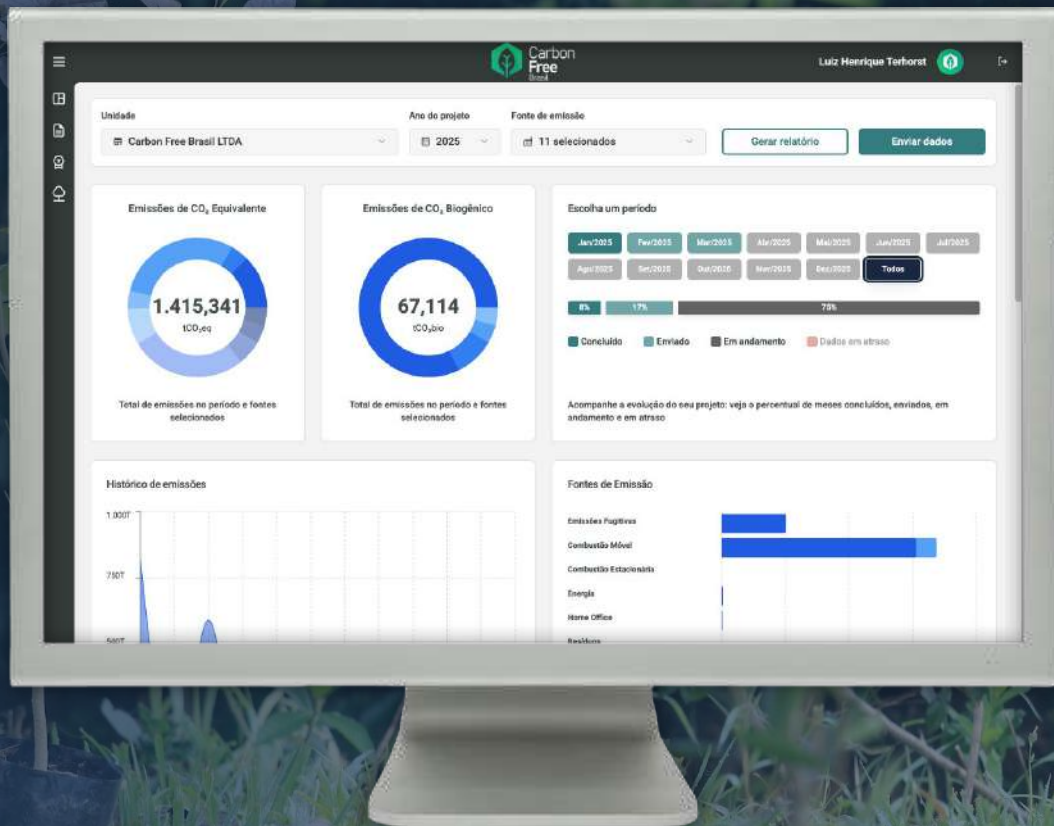 Carbon
Free
Brasil
Luiz Henrique Terhorst
Unidade
Carbon Free Brasil LTDA
Ano do projeto
2025
Fonte de emissão
11 selecionados
Gerar relatório
Enviar dados
Emissões de CO₂ Equivalente
1.415,341
tCO₂eq
Total de emissões no período e fontes
selecionados
Emissões de CO₂ Biogênico
67,114
tCO₂bio
Total de emissões no período e fontes
selecionados
Escolha um período
Jan/2025 Fev/2025 Mar/2025 Abr/2025 Mai/2025 Jun/2025 Jul/2025
Ago/2025 Set/2025 Out/2025 Nov/2025 Dez/2025 Todos
8% 17% 75%
Concluído Enviado Em andamento Dados em atraso
Acompanhe a evolução do seu projeto: veja o percentual de meses concluídos, enviados, em
andamento e em atraso
Histórico de emissões
1.000T
750T
500T
Fontes de Emissão
Emissões Fugitivas
Combustão Móvel
Combustão Estacionária
Energia
Home Office
Resíduos